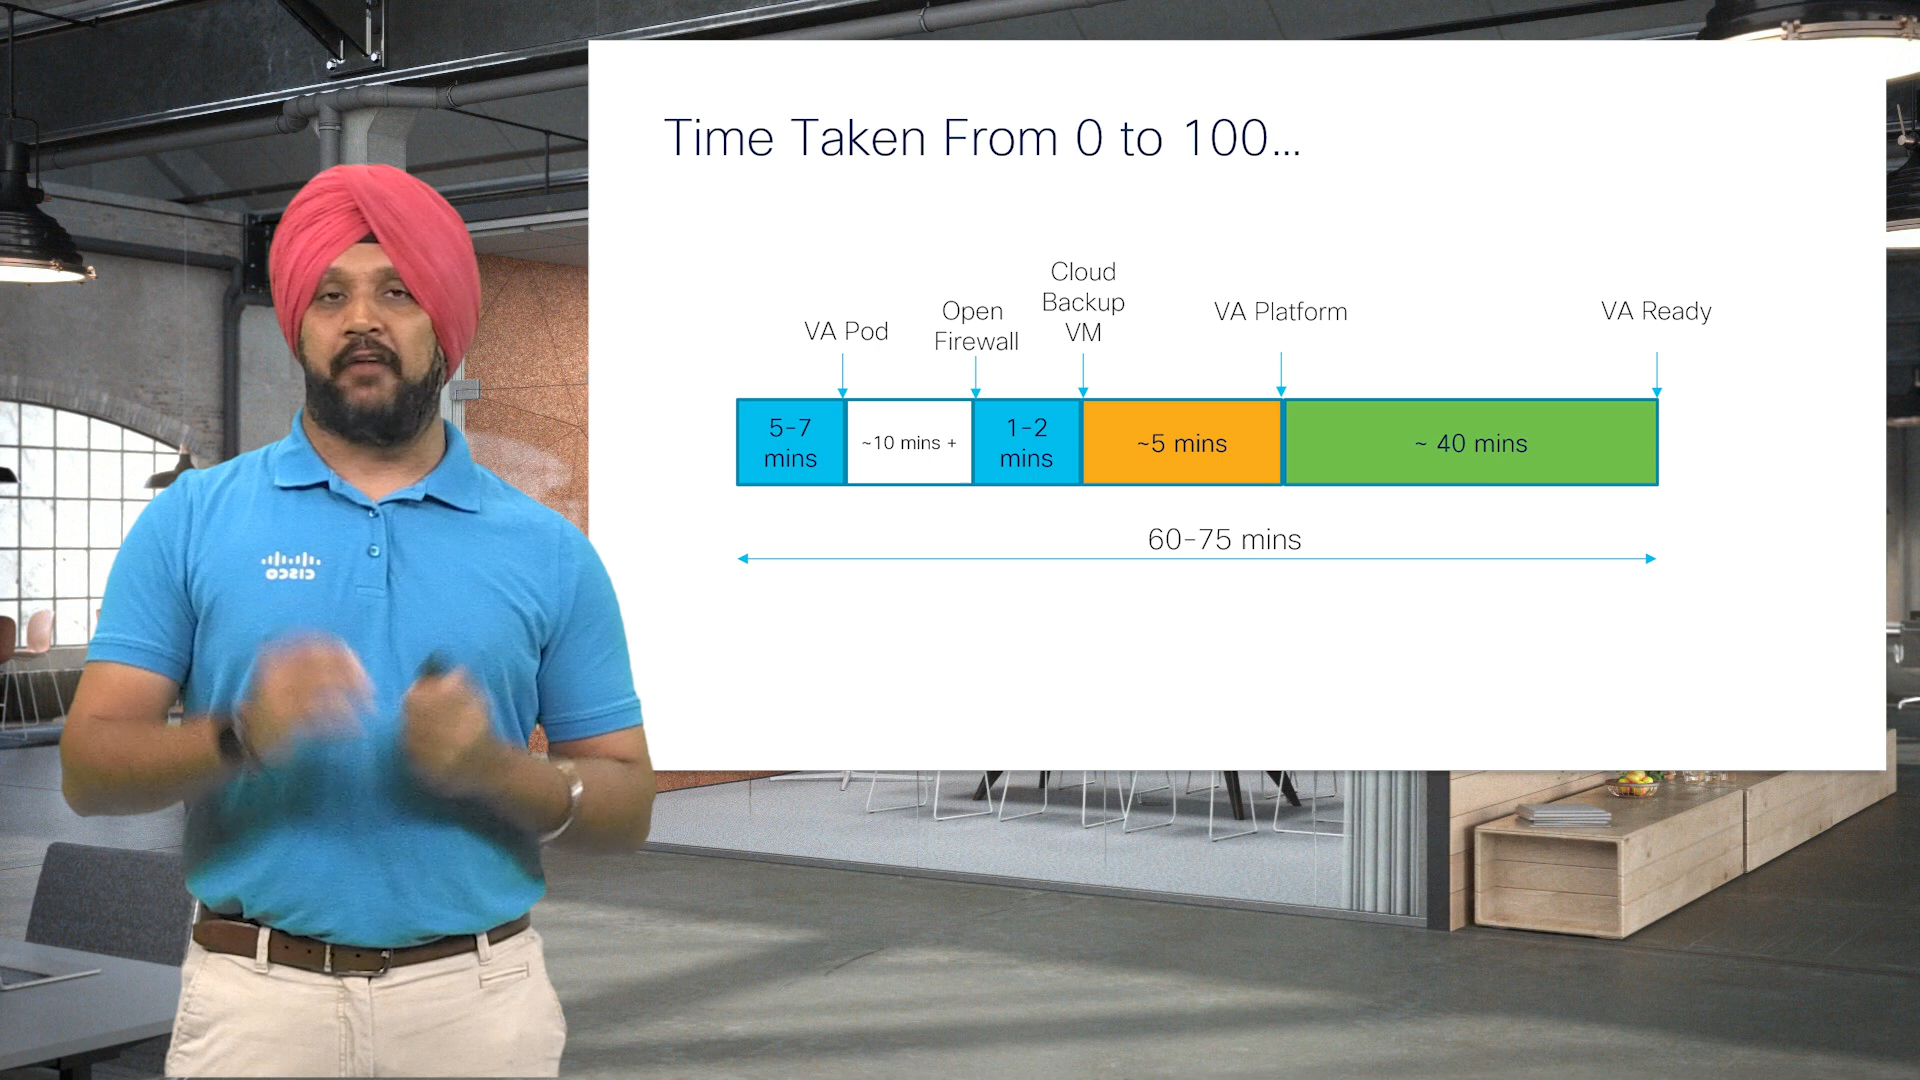 Time Taken From 0 to 100...
Cloud
Backup
VM
Open
Firewall
VA Pod
VA Platform
VA Ready
5-7
mins
~10 mins +
1-2
mins
~5 mins
~ 40 mins
60-75 mins
CISCO